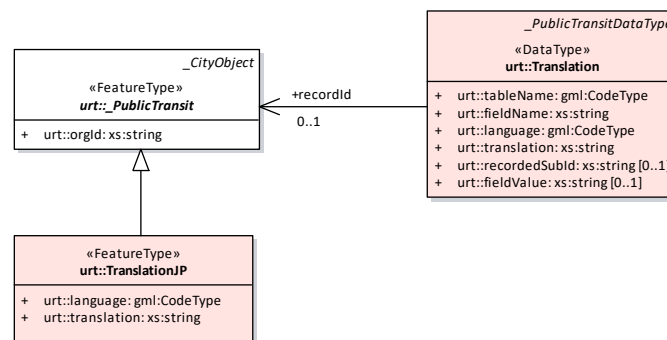 _CityObject
«FeatureType»
urt::_PublicTransit
+ urt::orgId: xs:string
+recordId
0..1
_PublicTransitDataType
«DataType»
urt::Translation
+ urt::tableName: gml:CodeType
+ urt::fieldName: xs:string
+ urt::language: gml:CodeType
+ urt::translation: xs:string
+ urt::recordedSubId: xs:string [0..1]
+ urt::fieldValue: xs:string [0..1]
«FeatureType»
urt::TranslationJP
+ urt::language: gml:CodeType
+ urt::translation: xs:string